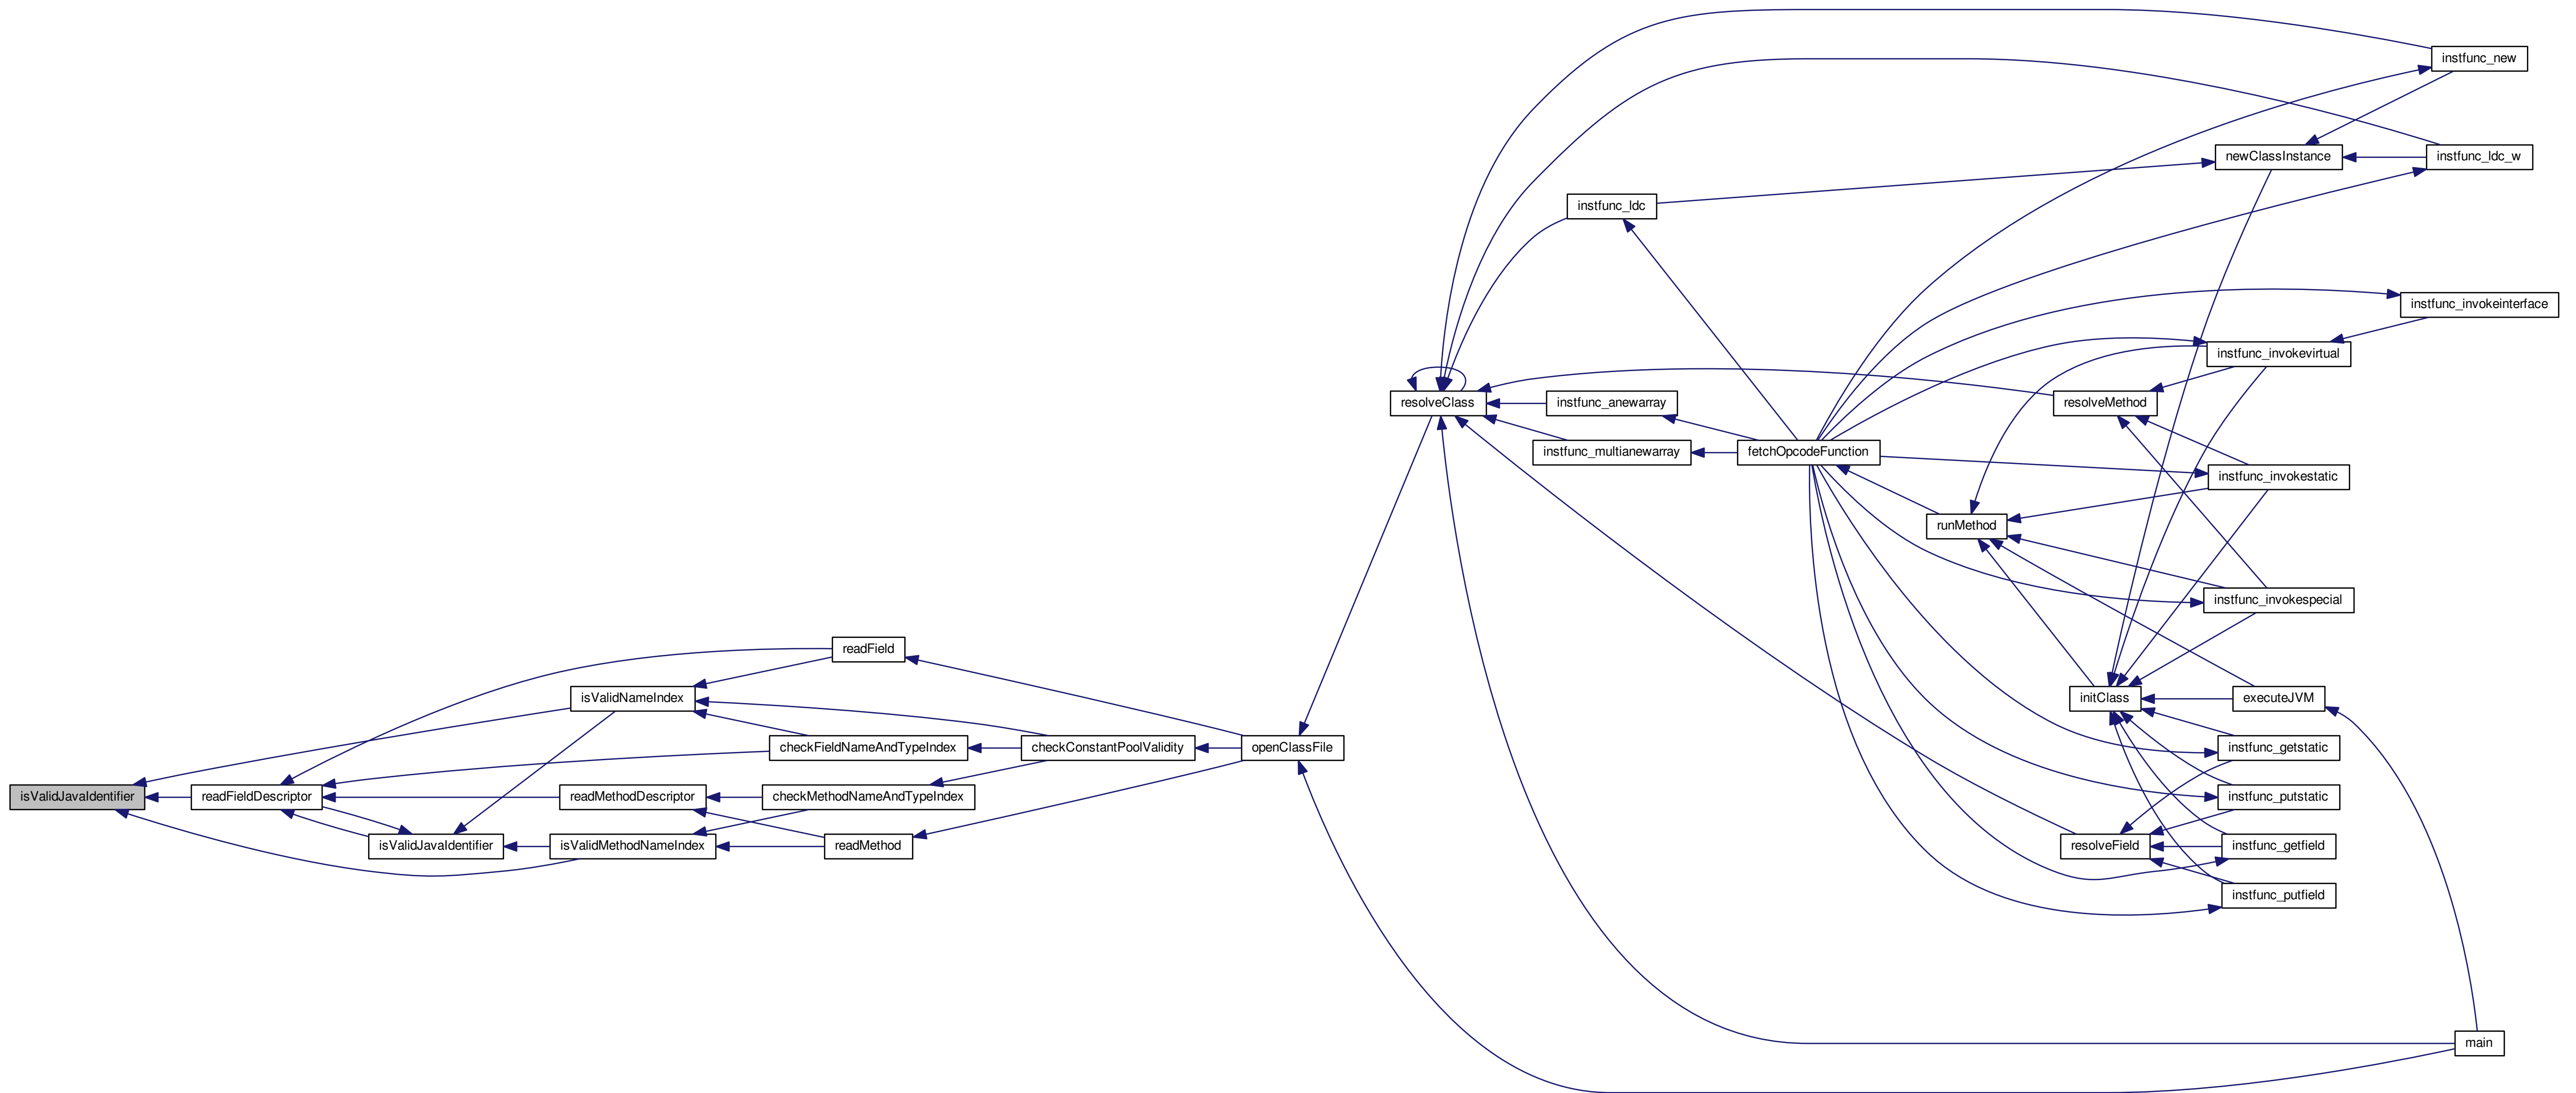 instfunc_new
newClassInstance
instfunc_ldc_w
instfunc_ldc
instfunc_invokeinterface
instfunc_invokevirtual
resolveClass
instfunc_anewarray
resolveMethod
instfunc_multianewarray
fetchOpcodeFunction
instfunc_invokestatic
runMethod
instfunc_invokespecial
readField
isValidNameIndex
initClass
executeJVM
checkFieldNameAndTypeIndex
checkConstantPoolValidity
openClassFile
instfunc_getstatic
isValidJavaIdentifier
readFieldDescriptor
readMethodDescriptor
checkMethodNameAndTypeIndex
instfunc_putstatic
isValidJavaIdentifier
isValidMethodNameIndex
readMethod
resolveField
instfunc_getfield
instfunc_putfield
main